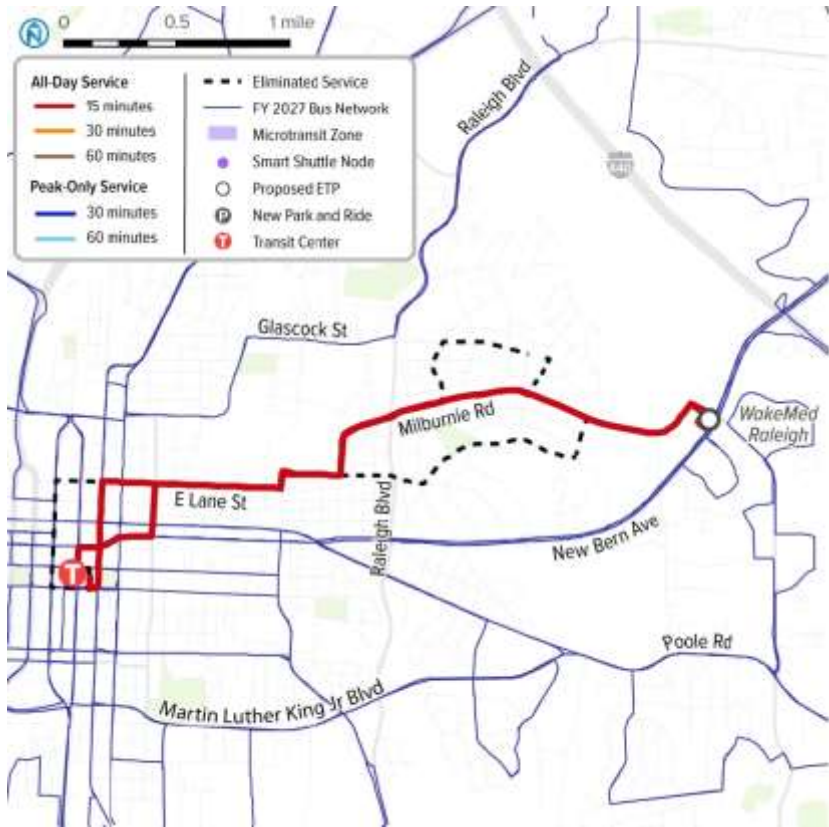 N
0 0.5 1 mile
All-Day Service
15 minutes
30 minutes
60 minutes
Peak-Only Service
30 minutes
60 minutes
Eliminated Service
FY 2027 Bus Network
Microtransit Zone
Smart Shuttle Node
Proposed ETP
P New Park and Ride
T Transit Center
Raleigh Blvd
440
Glascock St
Milburnie Rd
WakeMed
Raleigh
E Lane St
Raleigh Blvd
New Bern Ave
T
Poole Rd
Martin Luther King Jr Blvd